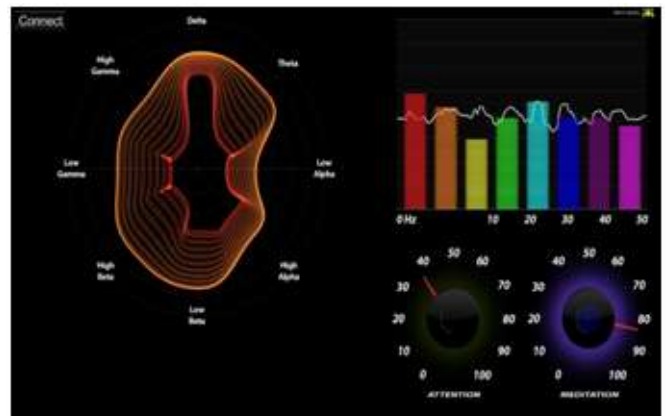 Connect
Delta
High
Gamma
Theta
Low
Gamma
Low
Alpha
High
Beta
High
Alpha
Low
Beta
0Hz 10 20 30 40 50
50
40 60
30 70
20 80
10 90
0 100
ATTENTION
50
40 60
30 70
20 80
10 90
0 100
MEDITATION